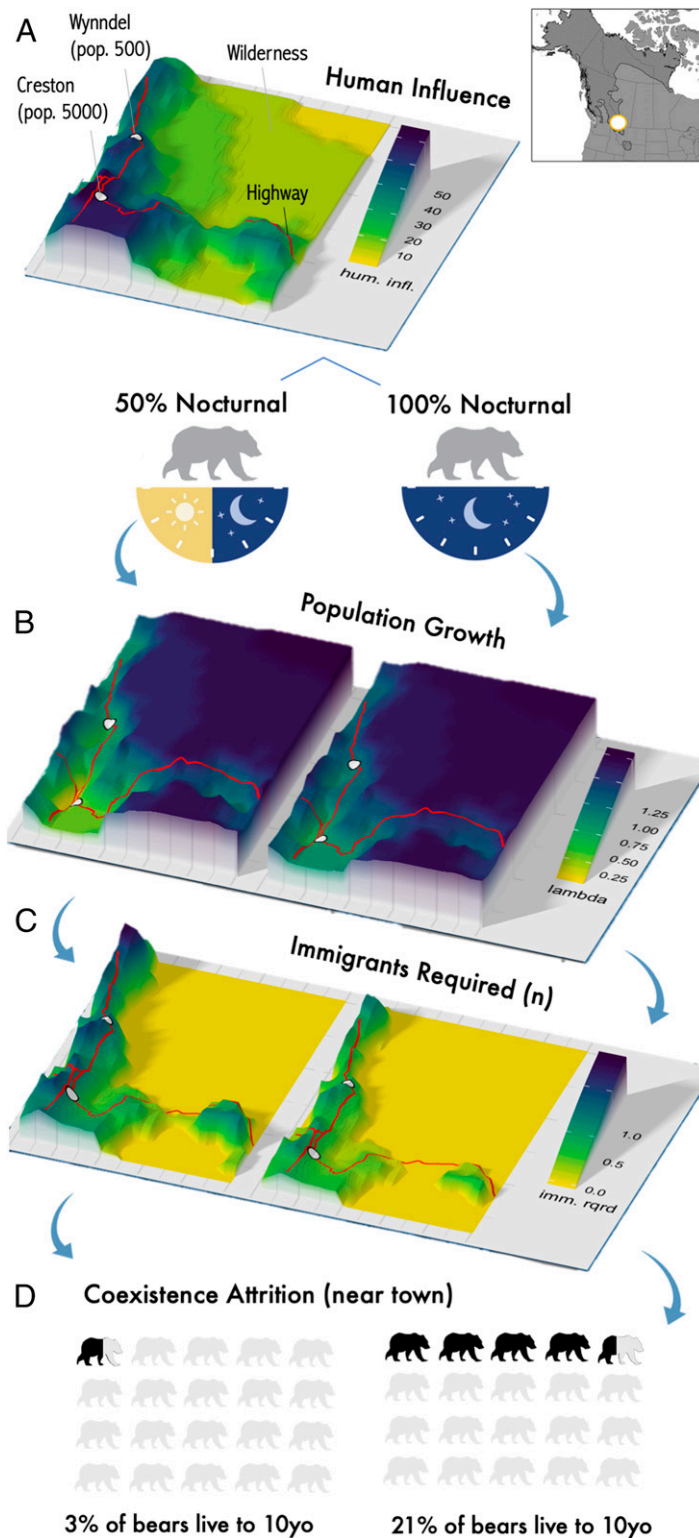 A
Wynndel
(pop. 500)
Creston
(pop. 5000)
Wilderness
Human Influence
Highway
50
40
30
20
10
hum. infl.
50% Nocturnal
100% Nocturnal
B
Population Growth
1.25
1.00
0.75
0.50
0.25
lambda
C
Immigrants Required (n)
1.0
0.5
0.0
imm. rqrd
D
Coexistence Attrition (near town)
3% of bears live to 10yo
21% of bears live to 10yo